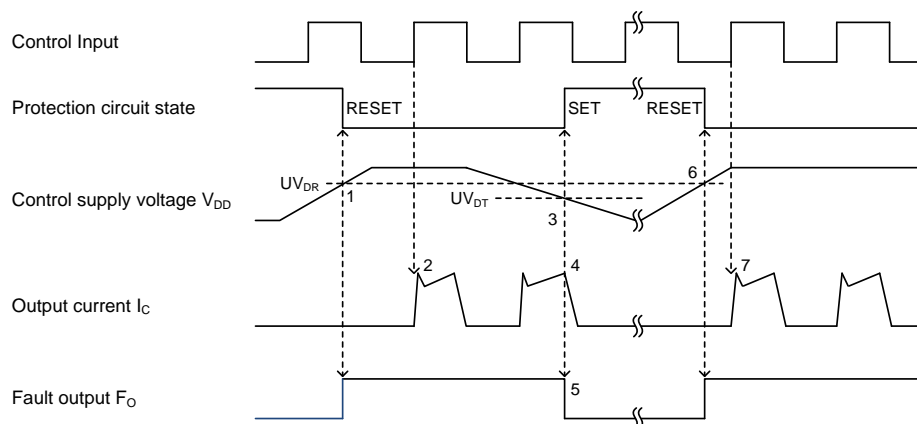 Control Input
Protection circuit state
RESET
SET
RESET
Control supply voltage VDD
UVDR
1
UVDT
3
6
Output current IC
2
4
7
Fault output FO
5